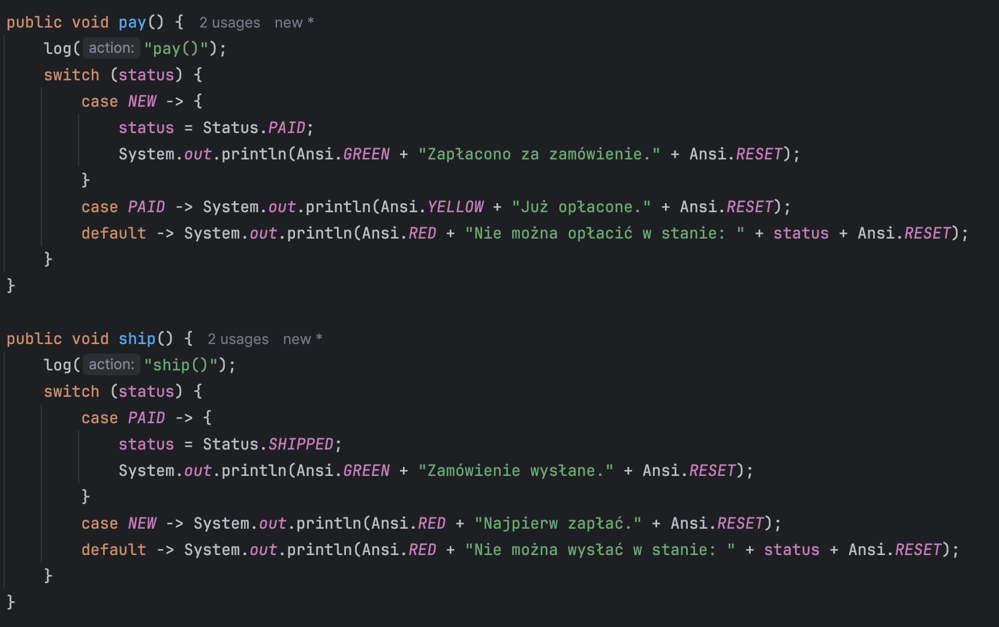 public void pay() { 2 usages new *
log( action: "pay()");
switch (status) {
case NEW -> {
status = Status.PAID;
System.out.println(Ansi.GREEN + "Zapłacono za zamówienie." + Ansi.RESET);
}
case PAID -> System.out.println(Ansi.YELLOW + "Już opłacone." + Ansi.RESET);
default -> System.out.println(Ansi.RED + "Nie można opłacić w stanie: " + status + Ansi.RESET);
}
}
public void ship() { 2 usages new *
log( action: "ship()");
switch (status) {
case PAID -> {
status = Status.SHIPPED;
System.out.println(Ansi.GREEN + "Zamówienie wysłane." + Ansi.RESET);
}
case NEW -> System.out.println(Ansi.RED + "Najpierw zapłać." + Ansi.RESET);
default -> System.out.println(Ansi.RED + "Nie można wysłać w stanie: " + status + Ansi.RESET);
}
}